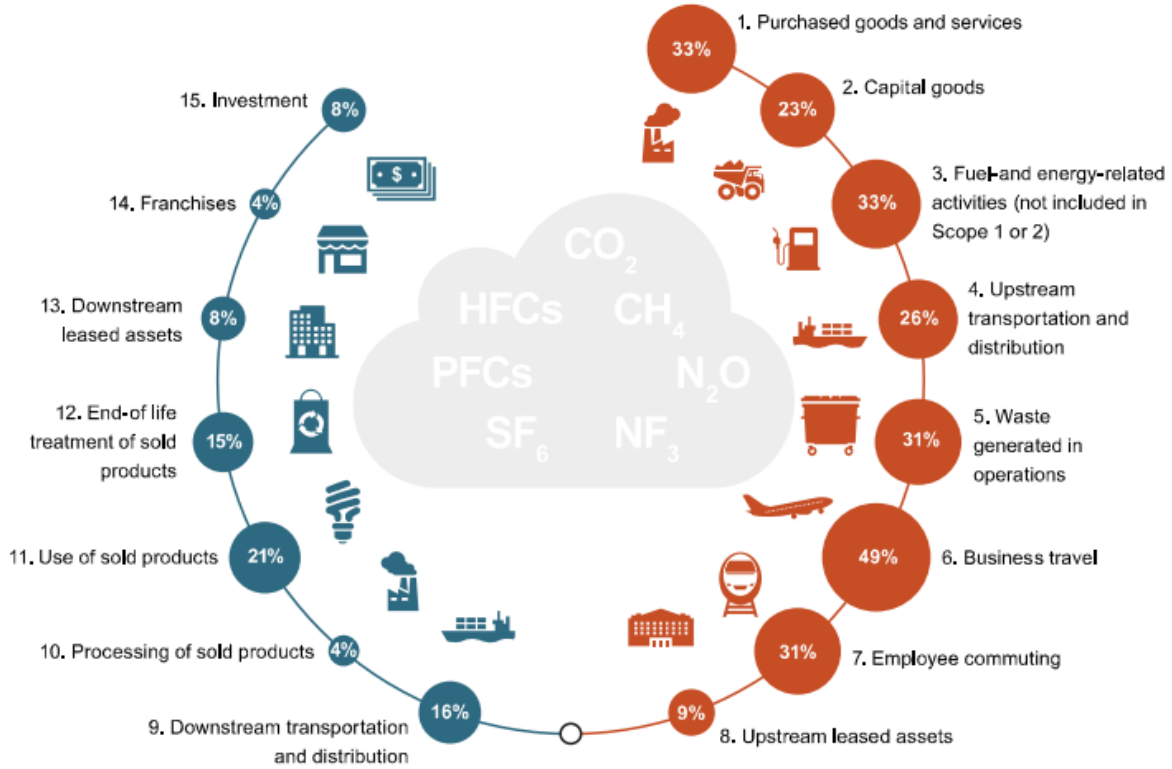 1. Purchased goods and services
33%
2. Capital goods
23%
3. Fuel-and energy-related
activities (not included in
Scope 1 or 2)
33%
4. Upstream
transportation and
distribution
26%
5. Waste
generated in
operations
31%
6. Business travel
49%
7. Employee commuting
31%
8. Upstream leased assets
9%
9. Downstream transportation
and distribution
16%
10. Processing of sold products
4%
11. Use of sold products
21%
12. End-of life
treatment of sold
products
15%
13. Downstream
leased assets
8%
14. Franchises
4%
15. Investment
8%
$
CO₂
HFCs CH₄
PFCs N₂O
SF₆ NF₃